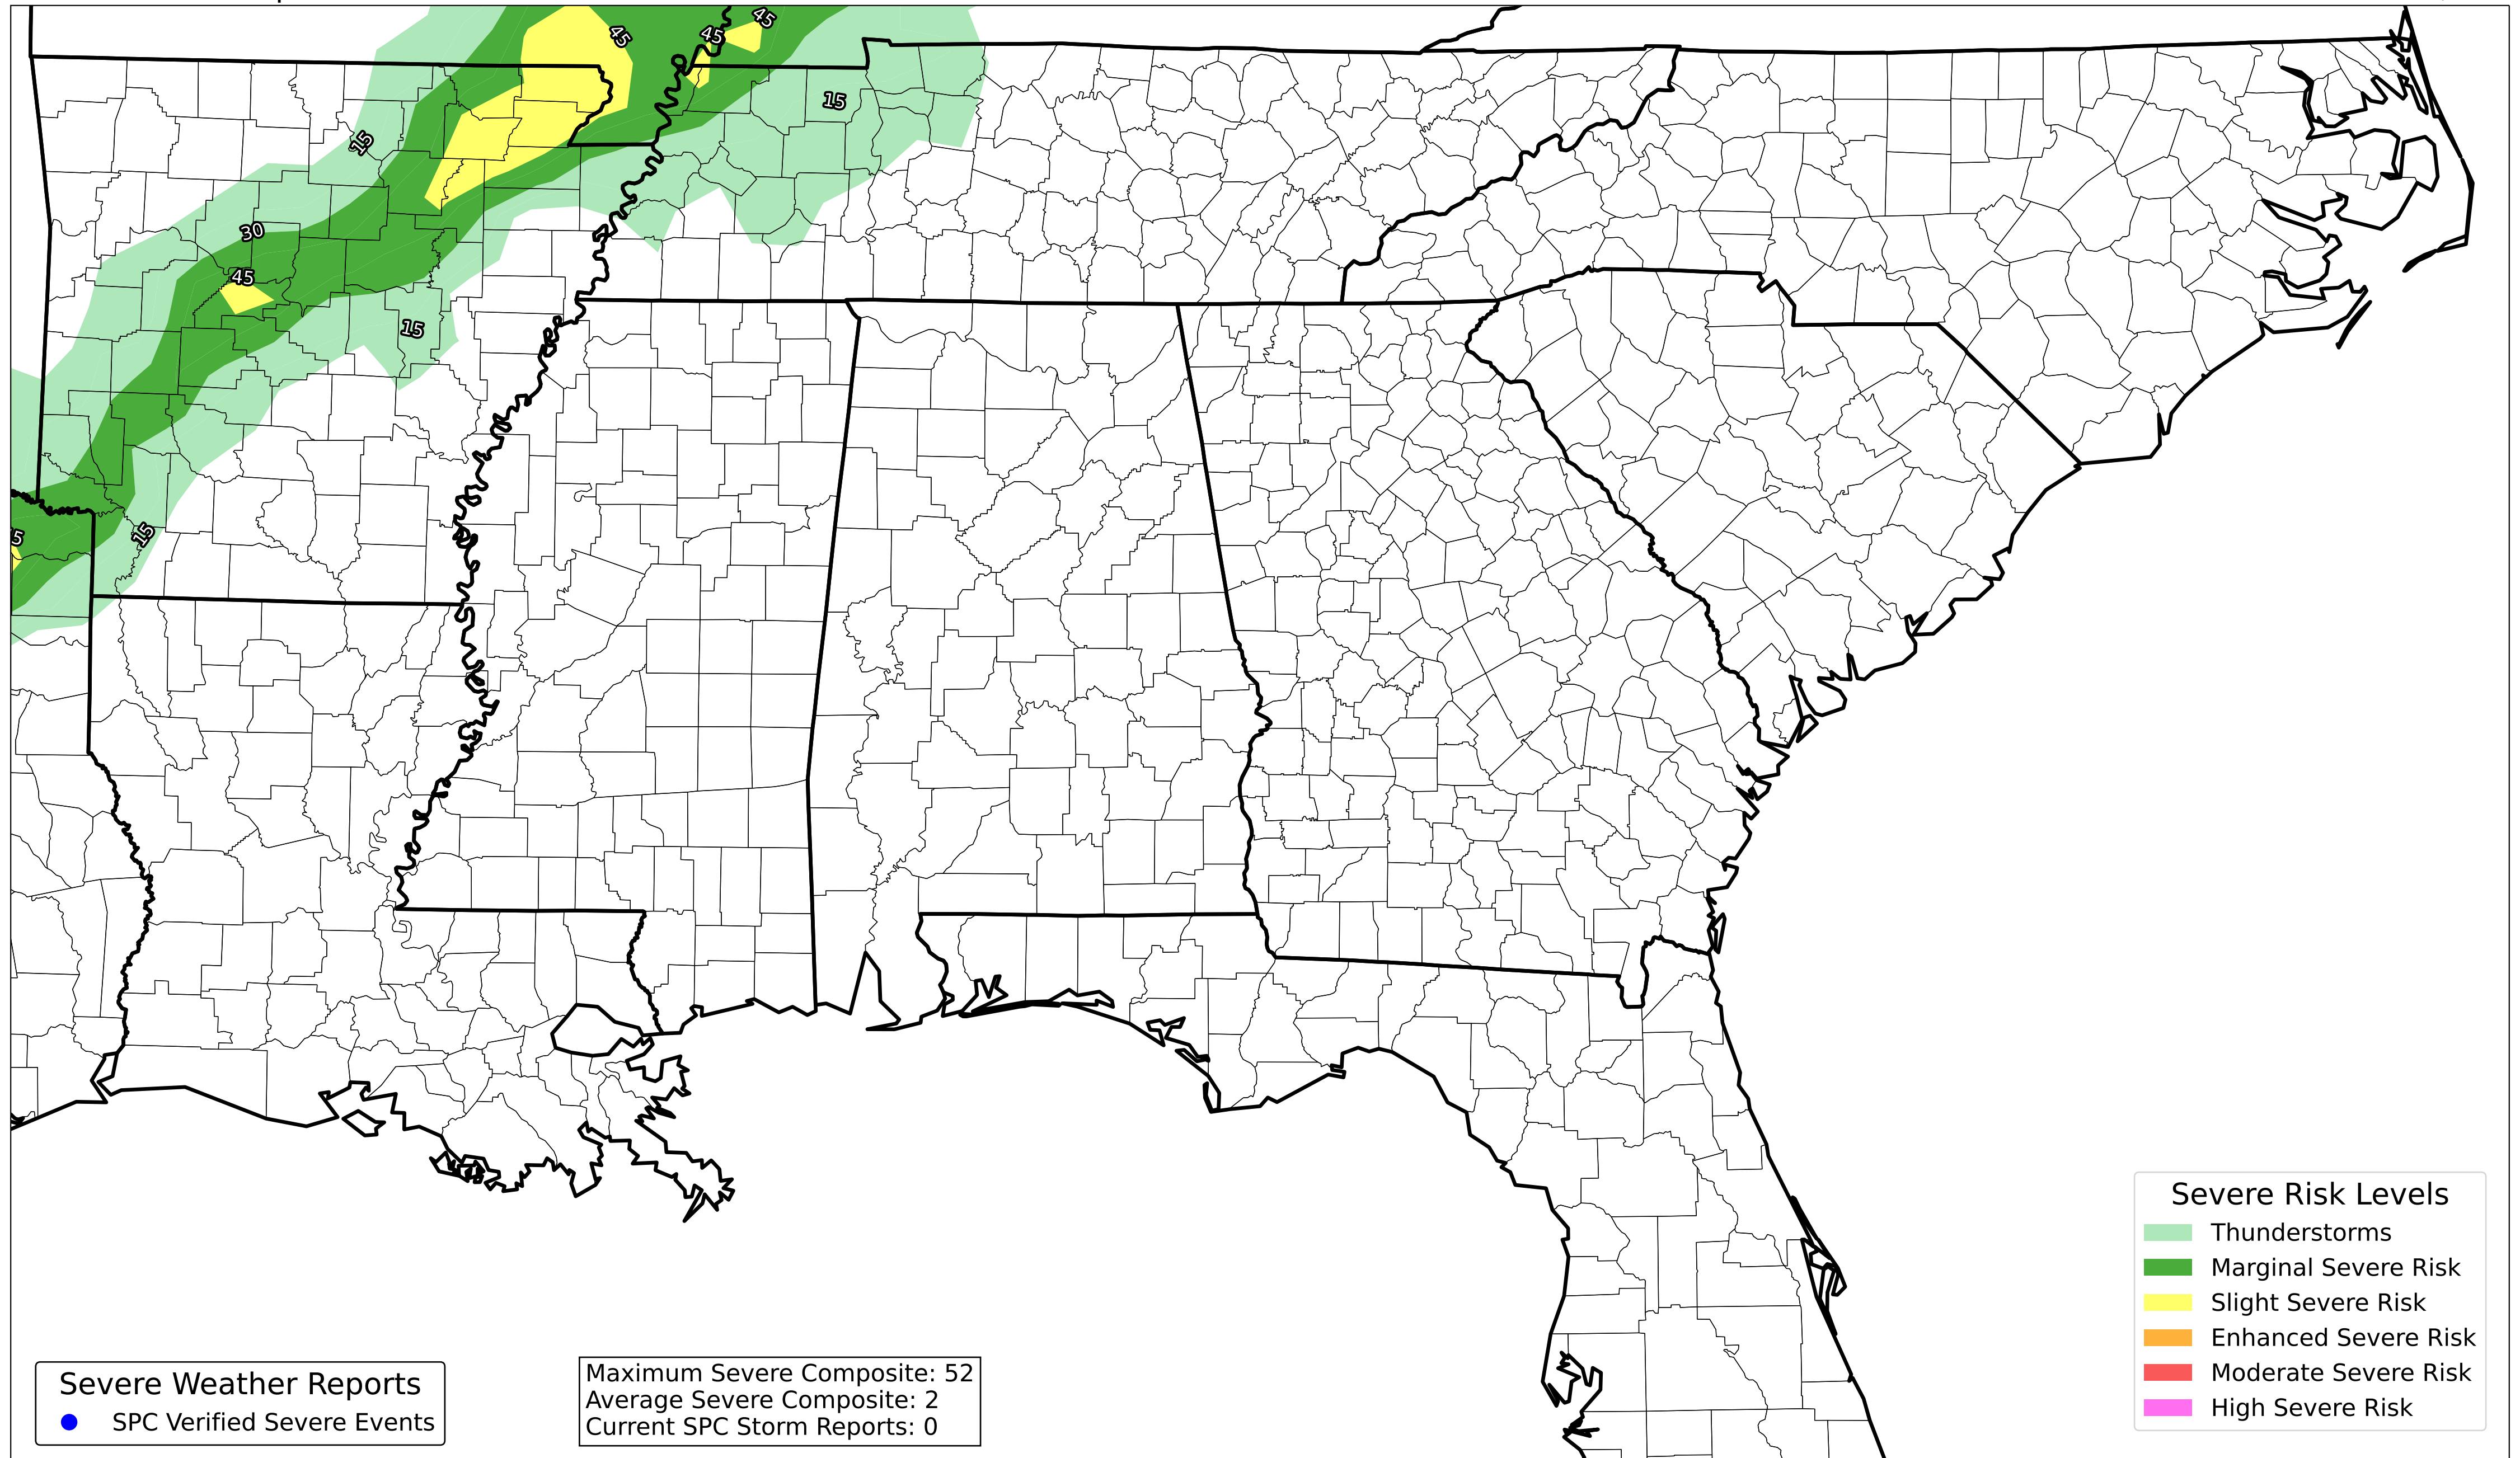 45
45
45
15
15
30
45
15
15
Severe Risk Levels
Thunderstorms
Marginal Severe Risk
Slight Severe Risk
Enhanced Severe Risk
Moderate Severe Risk
High Severe Risk
Severe Weather Reports
SPC Verified Severe Events
Maximum Severe Composite: 52
Average Severe Composite: 2
Current SPC Storm Reports: 0